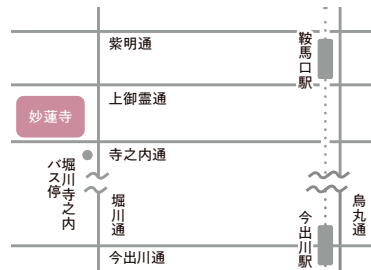 紫明通
鞍馬口駅
上御霊通
妙蓮寺
寺之内通
堀川寺之内
バス停
堀川通
烏丸通
今出川駅
今出川通